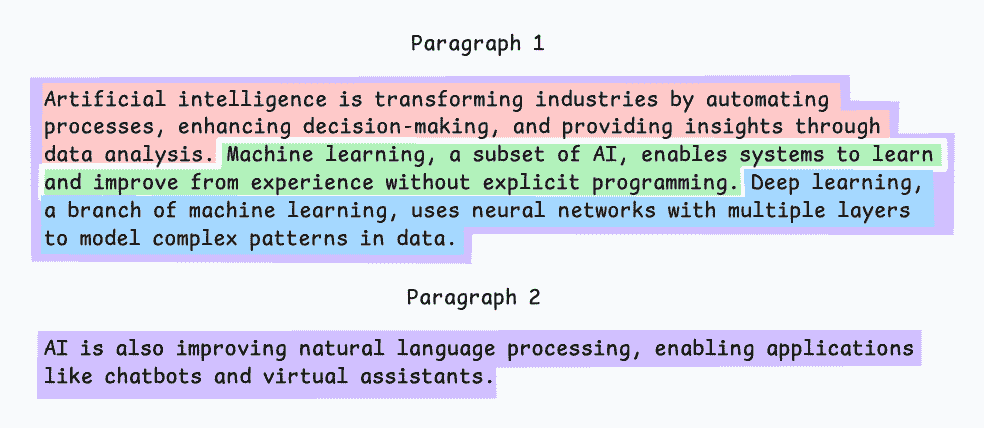 Paragraph 1
Artificial intelligence is transforming industries by automating
processes, enhancing decision-making, and providing insights through
data analysis. Machine learning, a subset of AI, enables systems to learn
and improve from experience without explicit programming. Deep learning,
a branch of machine learning, uses neural networks with multiple layers
to model complex patterns in data.
Paragraph 2
AI is also improving natural language processing, enabling applications
like chatbots and virtual assistants.